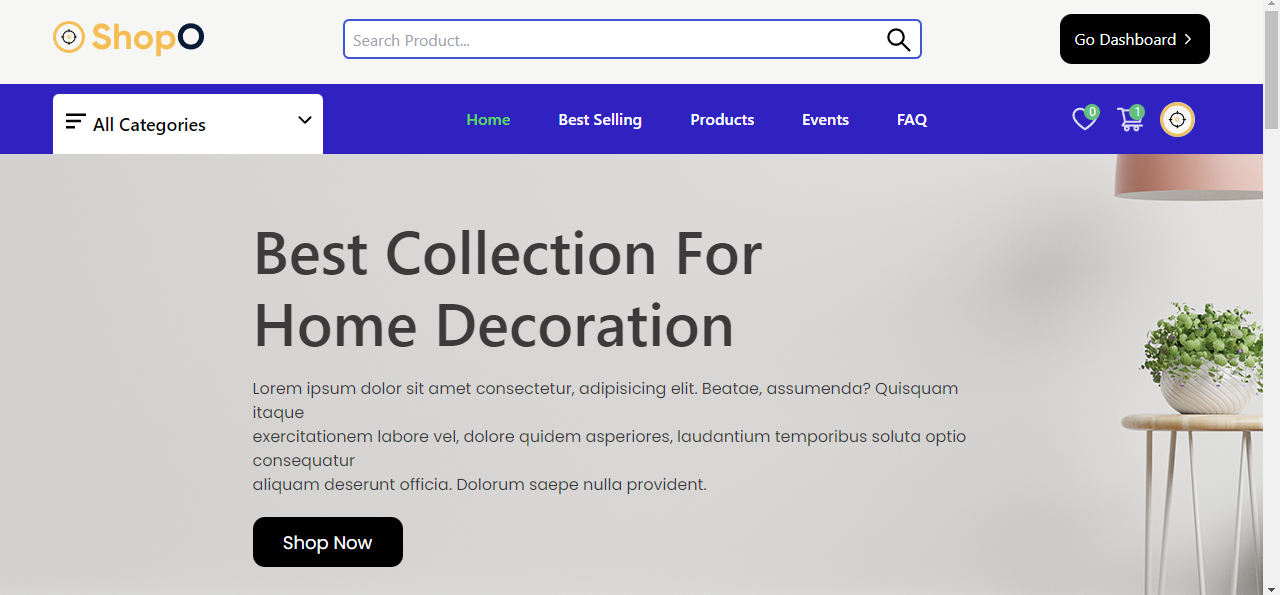 ShopO
Search Product...
Go Dashboard
All Categories
Home
Best Selling
Products
Events
FAQ
0
1
Best Collection For
Home Decoration
Lorem ipsum dolor sit amet consectetur, adipisicing elit. Beatae, assumenda? Quisquam
itaque
exercitationem labore vel, dolore quidem asperiores, laudantium temporibus soluta optio
consequatur
aliquam deserunt officia. Dolorum saepe nulla provident.
Shop Now